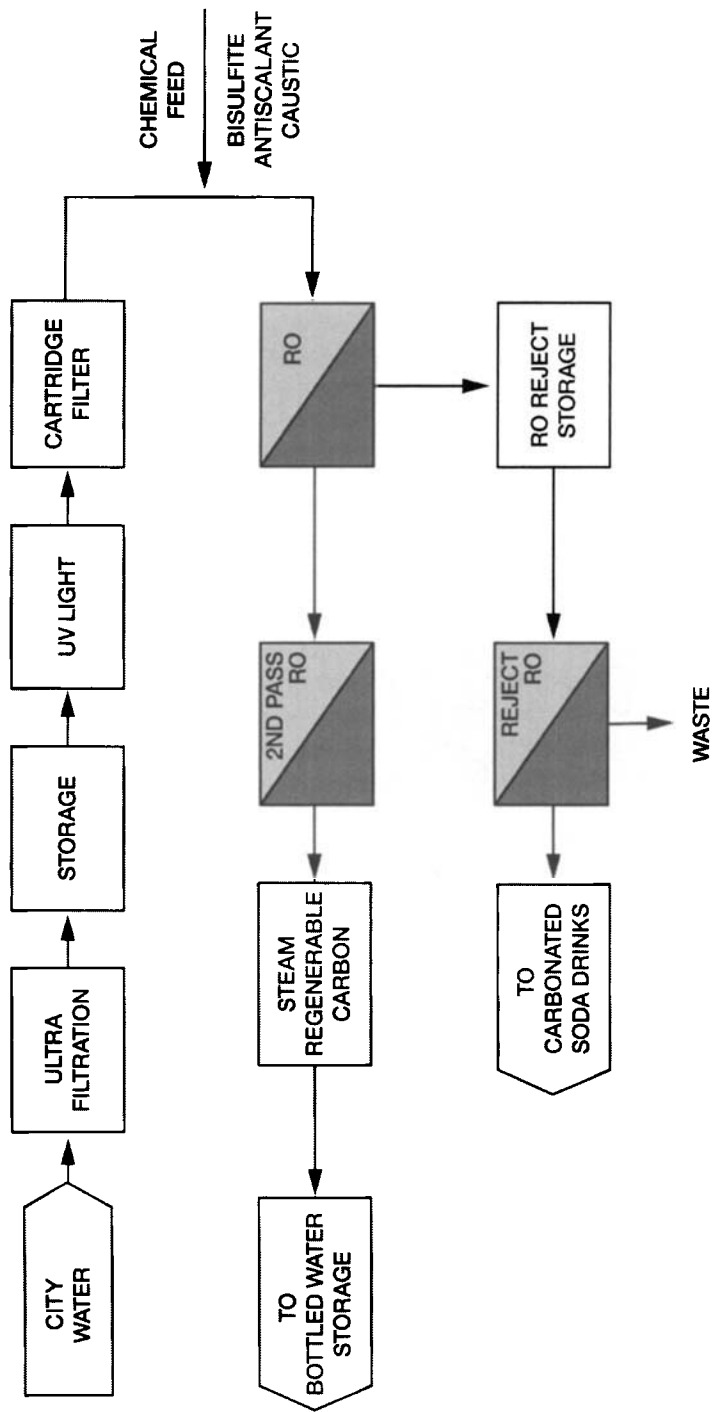 CITY
WATER
ULTRA
FILTRATION
STORAGE
UV LIGHT
CARTRIDGE
FILTER
CHEMICAL
FEED
BISULFITE
ANTISCALANT
CAUSTIC
RO
2ND PASS
RO
STEAM
REGENERABLE
CARBON
TO
BOTTLED WATER
STORAGE
RO REJECT
STORAGE
REJECT
RO
WASTE
TO
CARBONATED
SODA DRINKS